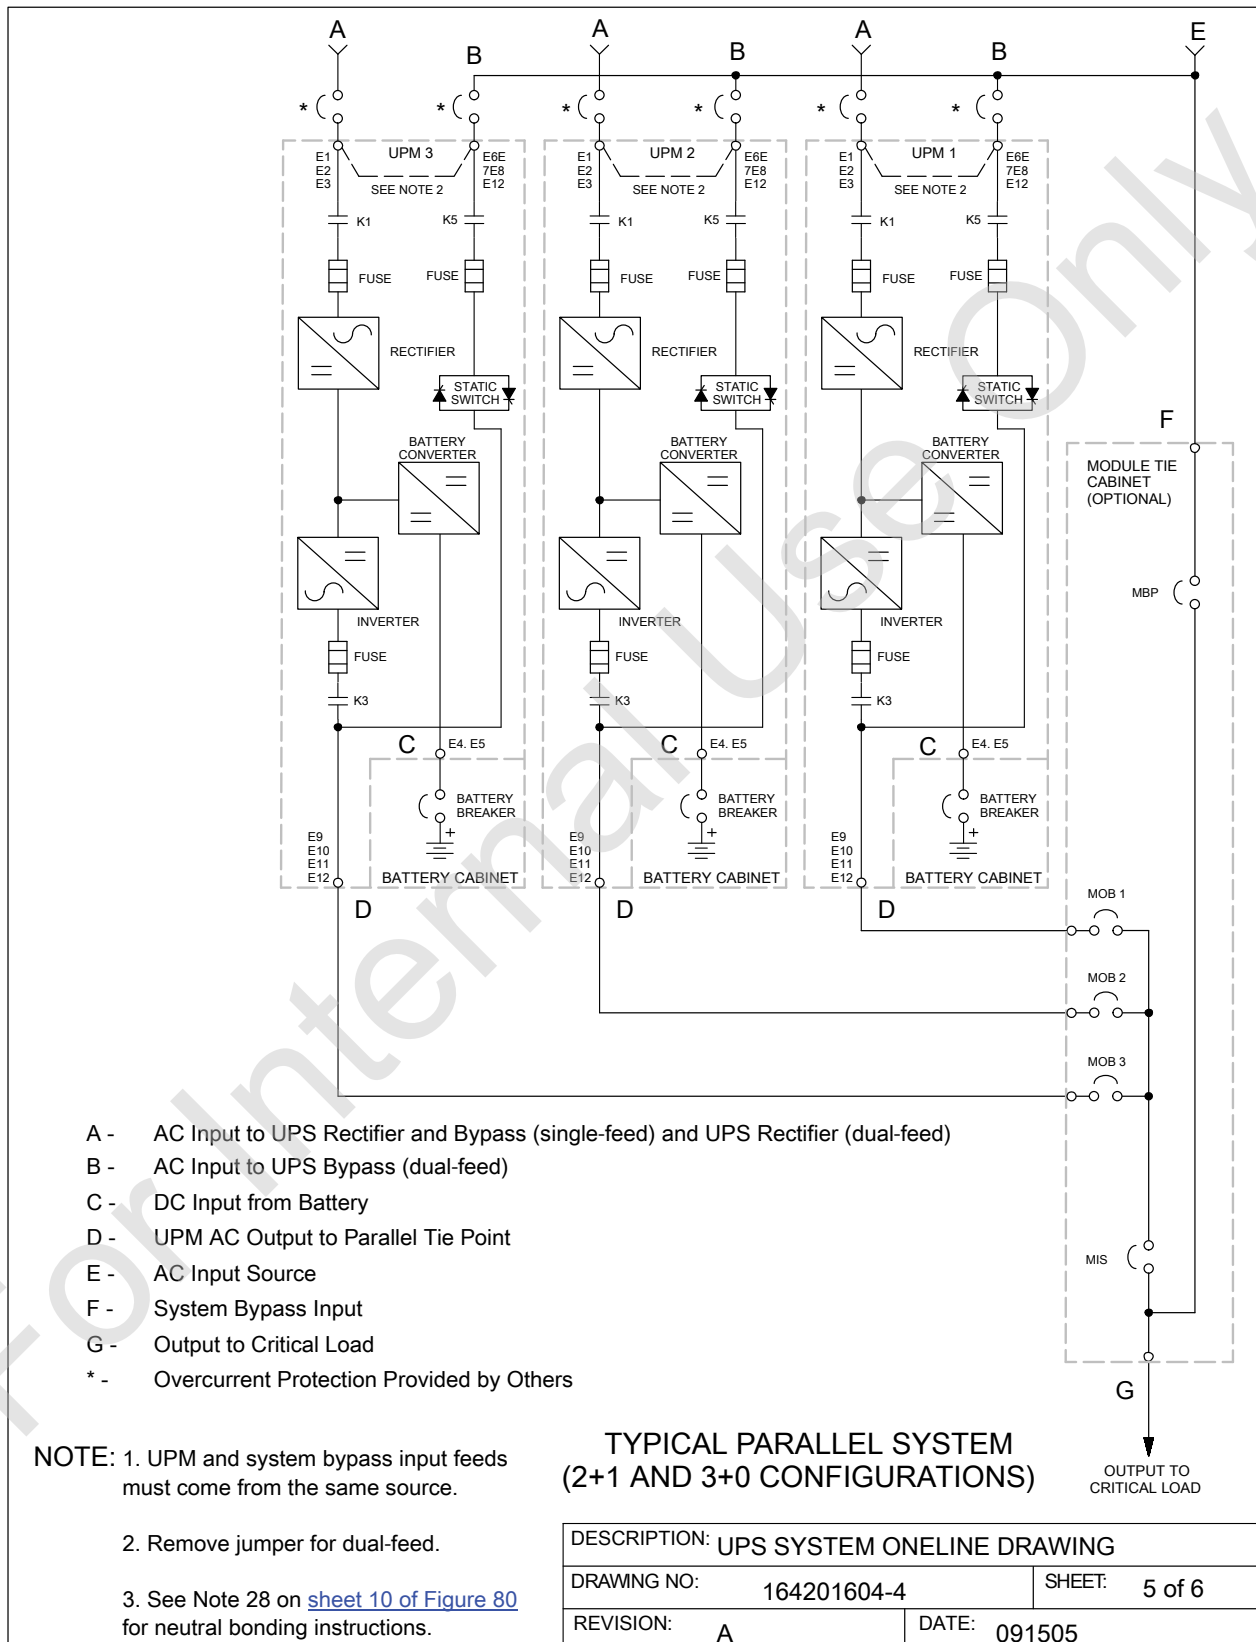 A A A E
B B B
* * * * * *
E1 UPM 3 E6E E1 UPM 2 E6E E1 UPM 1 E6E
E2 7E8 E2 7E8 E2 7E8
E3 SEE NOTE 2 E12 E3 SEE NOTE 2 E12 E3 SEE NOTE 2 E12
K1 K5 K1 K5 K1 K5
FUSE FUSE FUSE FUSE FUSE FUSE
RECTIFIER RECTIFIER RECTIFIER
STATIC STATIC STATIC
SWITCH SWITCH SWITCH
F
BATTERY BATTERY BATTERY
CONVERTER CONVERTER CONVERTER
MODULE TIE
CABINET
(OPTIONAL)
MBP
INVERTER INVERTER INVERTER
FUSE FUSE FUSE
K3 K3 K3
C E4. E5 C E4. E5 C E4. E5
BATTERY BATTERY BATTERY
BREAKER BREAKER BREAKER
+ + +
E9 E9 E9
E10 E10 E10
E11 E11 E11
E12 BATTERY CABINET E12 BATTERY CABINET E12 BATTERY CABINET
D D D
MOB 1
MOB 2
MOB 3
A - AC Input to UPS Rectifier and Bypass (single-feed) and UPS Rectifier (dual-feed)
B - AC Input to UPS Bypass (dual-feed)
C - DC Input from Battery
D - UPM AC Output to Parallel Tie Point
E - AC Input Source
F - System Bypass Input
G - Output to Critical Load
* - Overcurrent Protection Provided by Others
MIS
G
OUTPUT TO
CRITICAL LOAD
NOTE: 1. UPM and system bypass input feeds
must come from the same source.
2. Remove jumper for dual-feed.
3. See Note 28 on sheet 10 of Figure 80
for neutral bonding instructions.
TYPICAL PARALLEL SYSTEM
(2+1 AND 3+0 CONFIGURATIONS)
DESCRIPTION: UPS SYSTEM ONELINE DRAWING
DRAWING NO: 164201604-4 SHEET: 5 of 6
REVISION: A DATE: 091505
For Internal Use Only